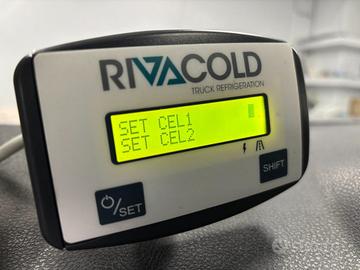 RIVACOLD
TRUCK REFRIGERATION
SET CEL1
SET CEL2
/SET
SHIFT